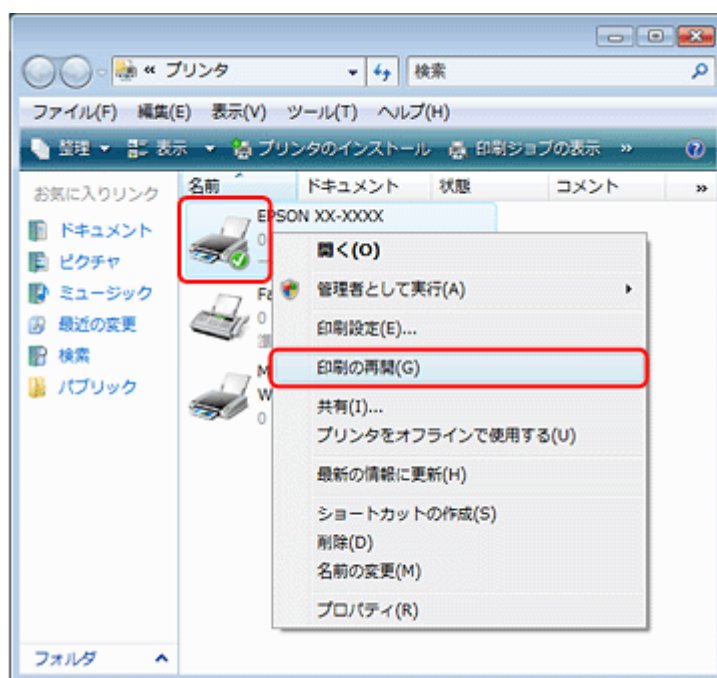 « プリンタ
検索
ファイル(F) 編集(E) 表示(V) ツール(T) ヘルプ(H)
整理 表示 プリンタのインストール 印刷ジョブの表示 »
お気に入りリンク
ドキュメント
ピクチャ
ミュージック
最近の変更
検索
パブリック
フォルダ
名前 ドキュメント 状態 コメント »
EPSON XX-XXXX
0
Fa
0
M
W
0
開く(O)
管理者として実行(A)
印刷設定(E)...
印刷の再開(G)
共有(I)...
プリンタをオフラインで使用する(U)
最新の情報に更新(H)
ショートカットの作成(S)
削除(D)
名前の変更(M)
プロパティ(R)